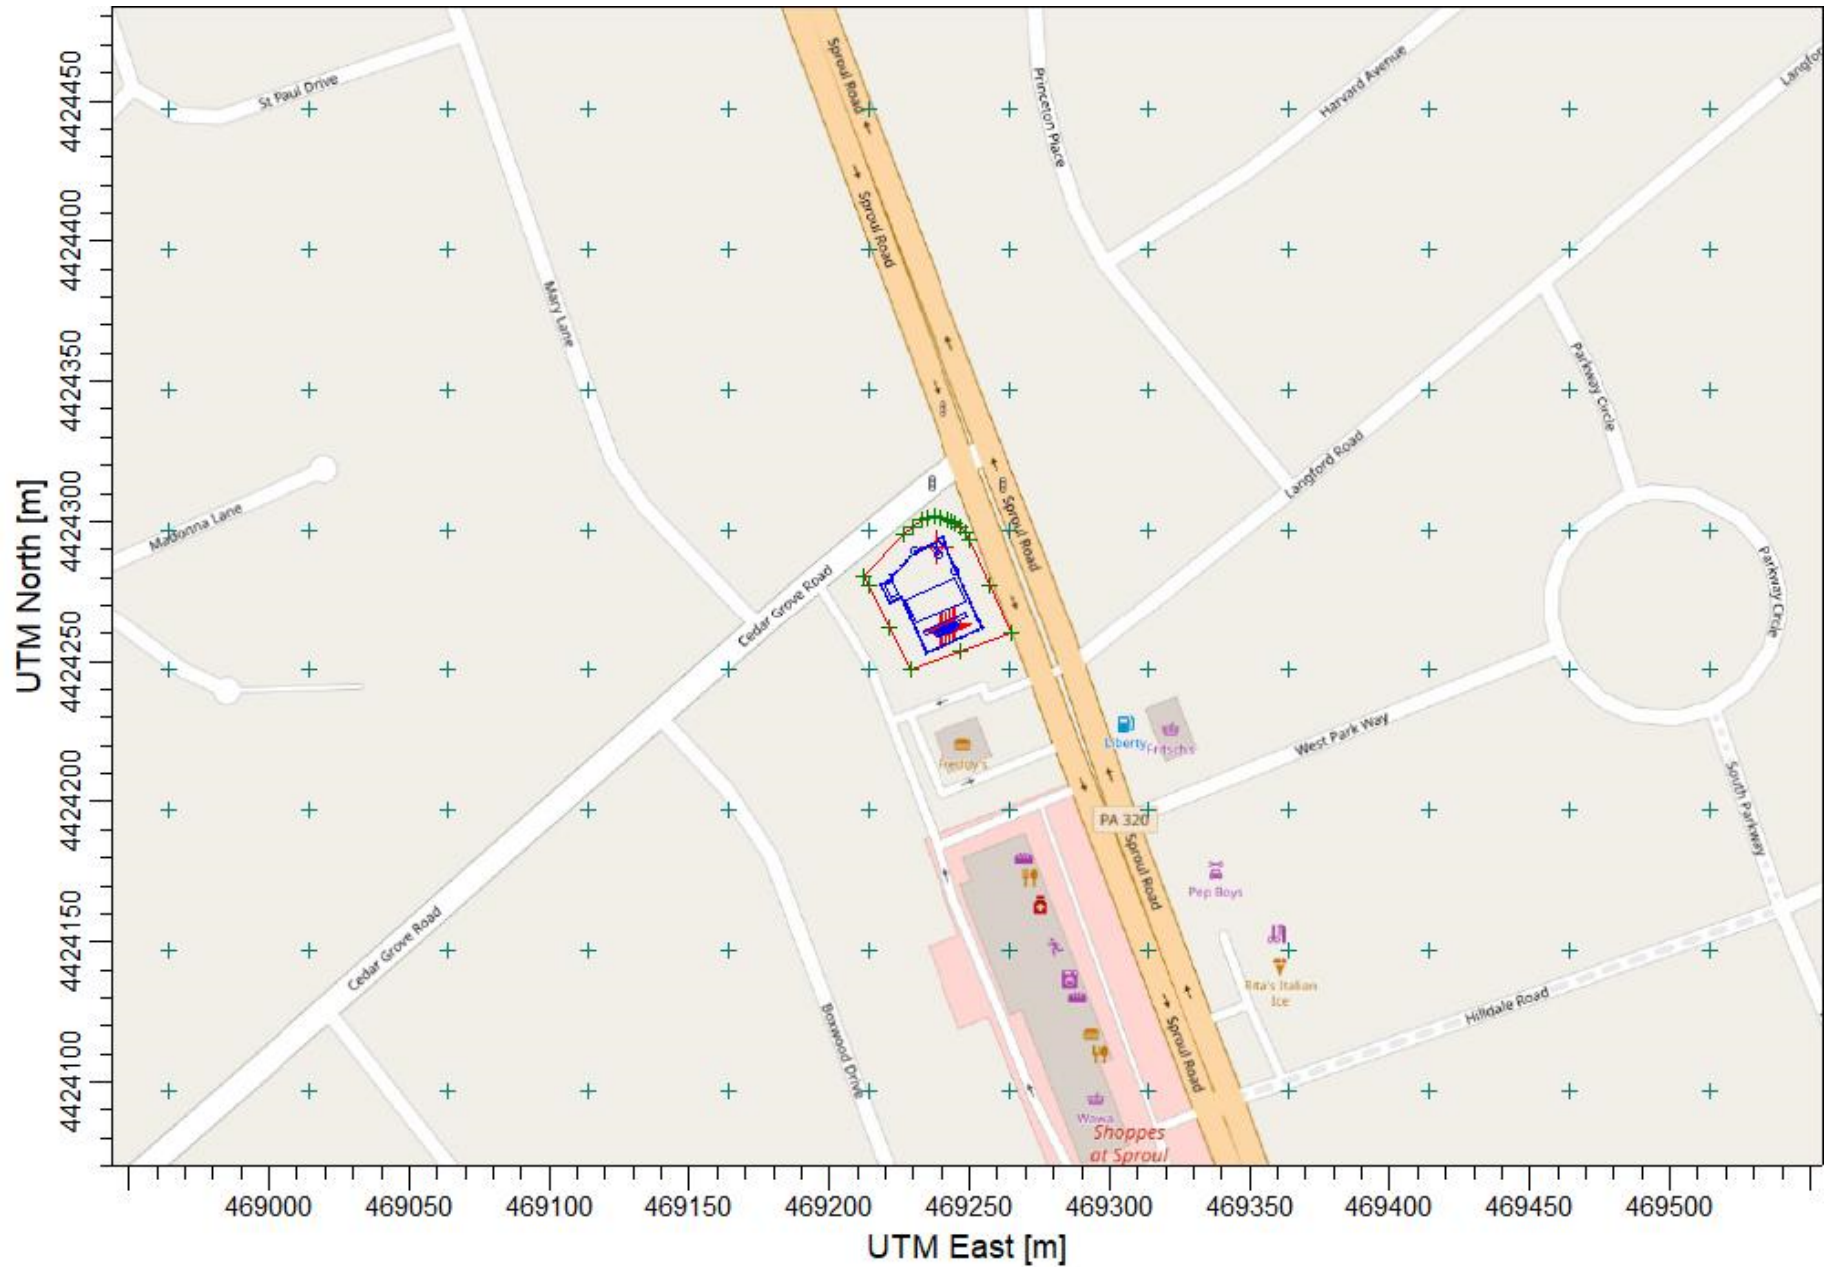 St Paul Drive
Sproul Road
Princeton Place
Harvard Avenue
Sproul Road
Mary Lane
Parkway Circle
Langford Road
Madonna Lane
Sproul Road
Parkway Circle
Cedar Grove Road
Liberty
Fritsch's
West Park Way
Freddy's
South Parkway
PA 320
Sproul Road
Pep Boys
Cedar Grove Road
Rita's Italian
Ice
Hilldale Road
Boxwood Drive
Sproul Road
Wawa
Shoppes
at Sproul
UTM North [m]
4424450
4424400
4424350
4424300
4424250
4424200
4424150
4424100
469000 469050 469100 469150 469200 469250 469300 469350 469400 469450 469500
UTM East [m]